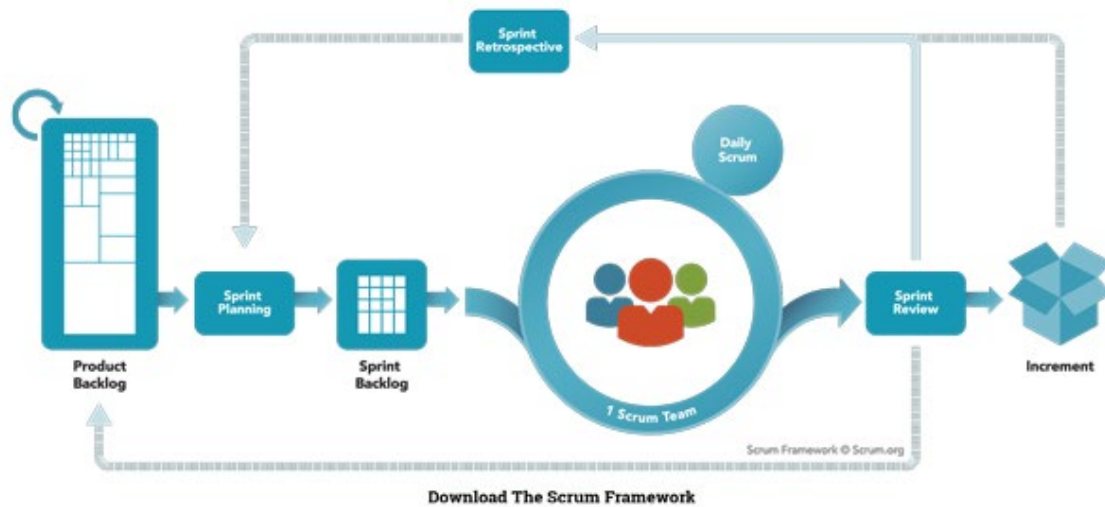 Sprint
Retrospective
Daily
Scrum
Sprint
Planning
Sprint
Review
Product
Backlog
Sprint
Backlog
Increment
1 Scrum Team
Scrum Framework © Scrum.org
Download The Scrum Framework